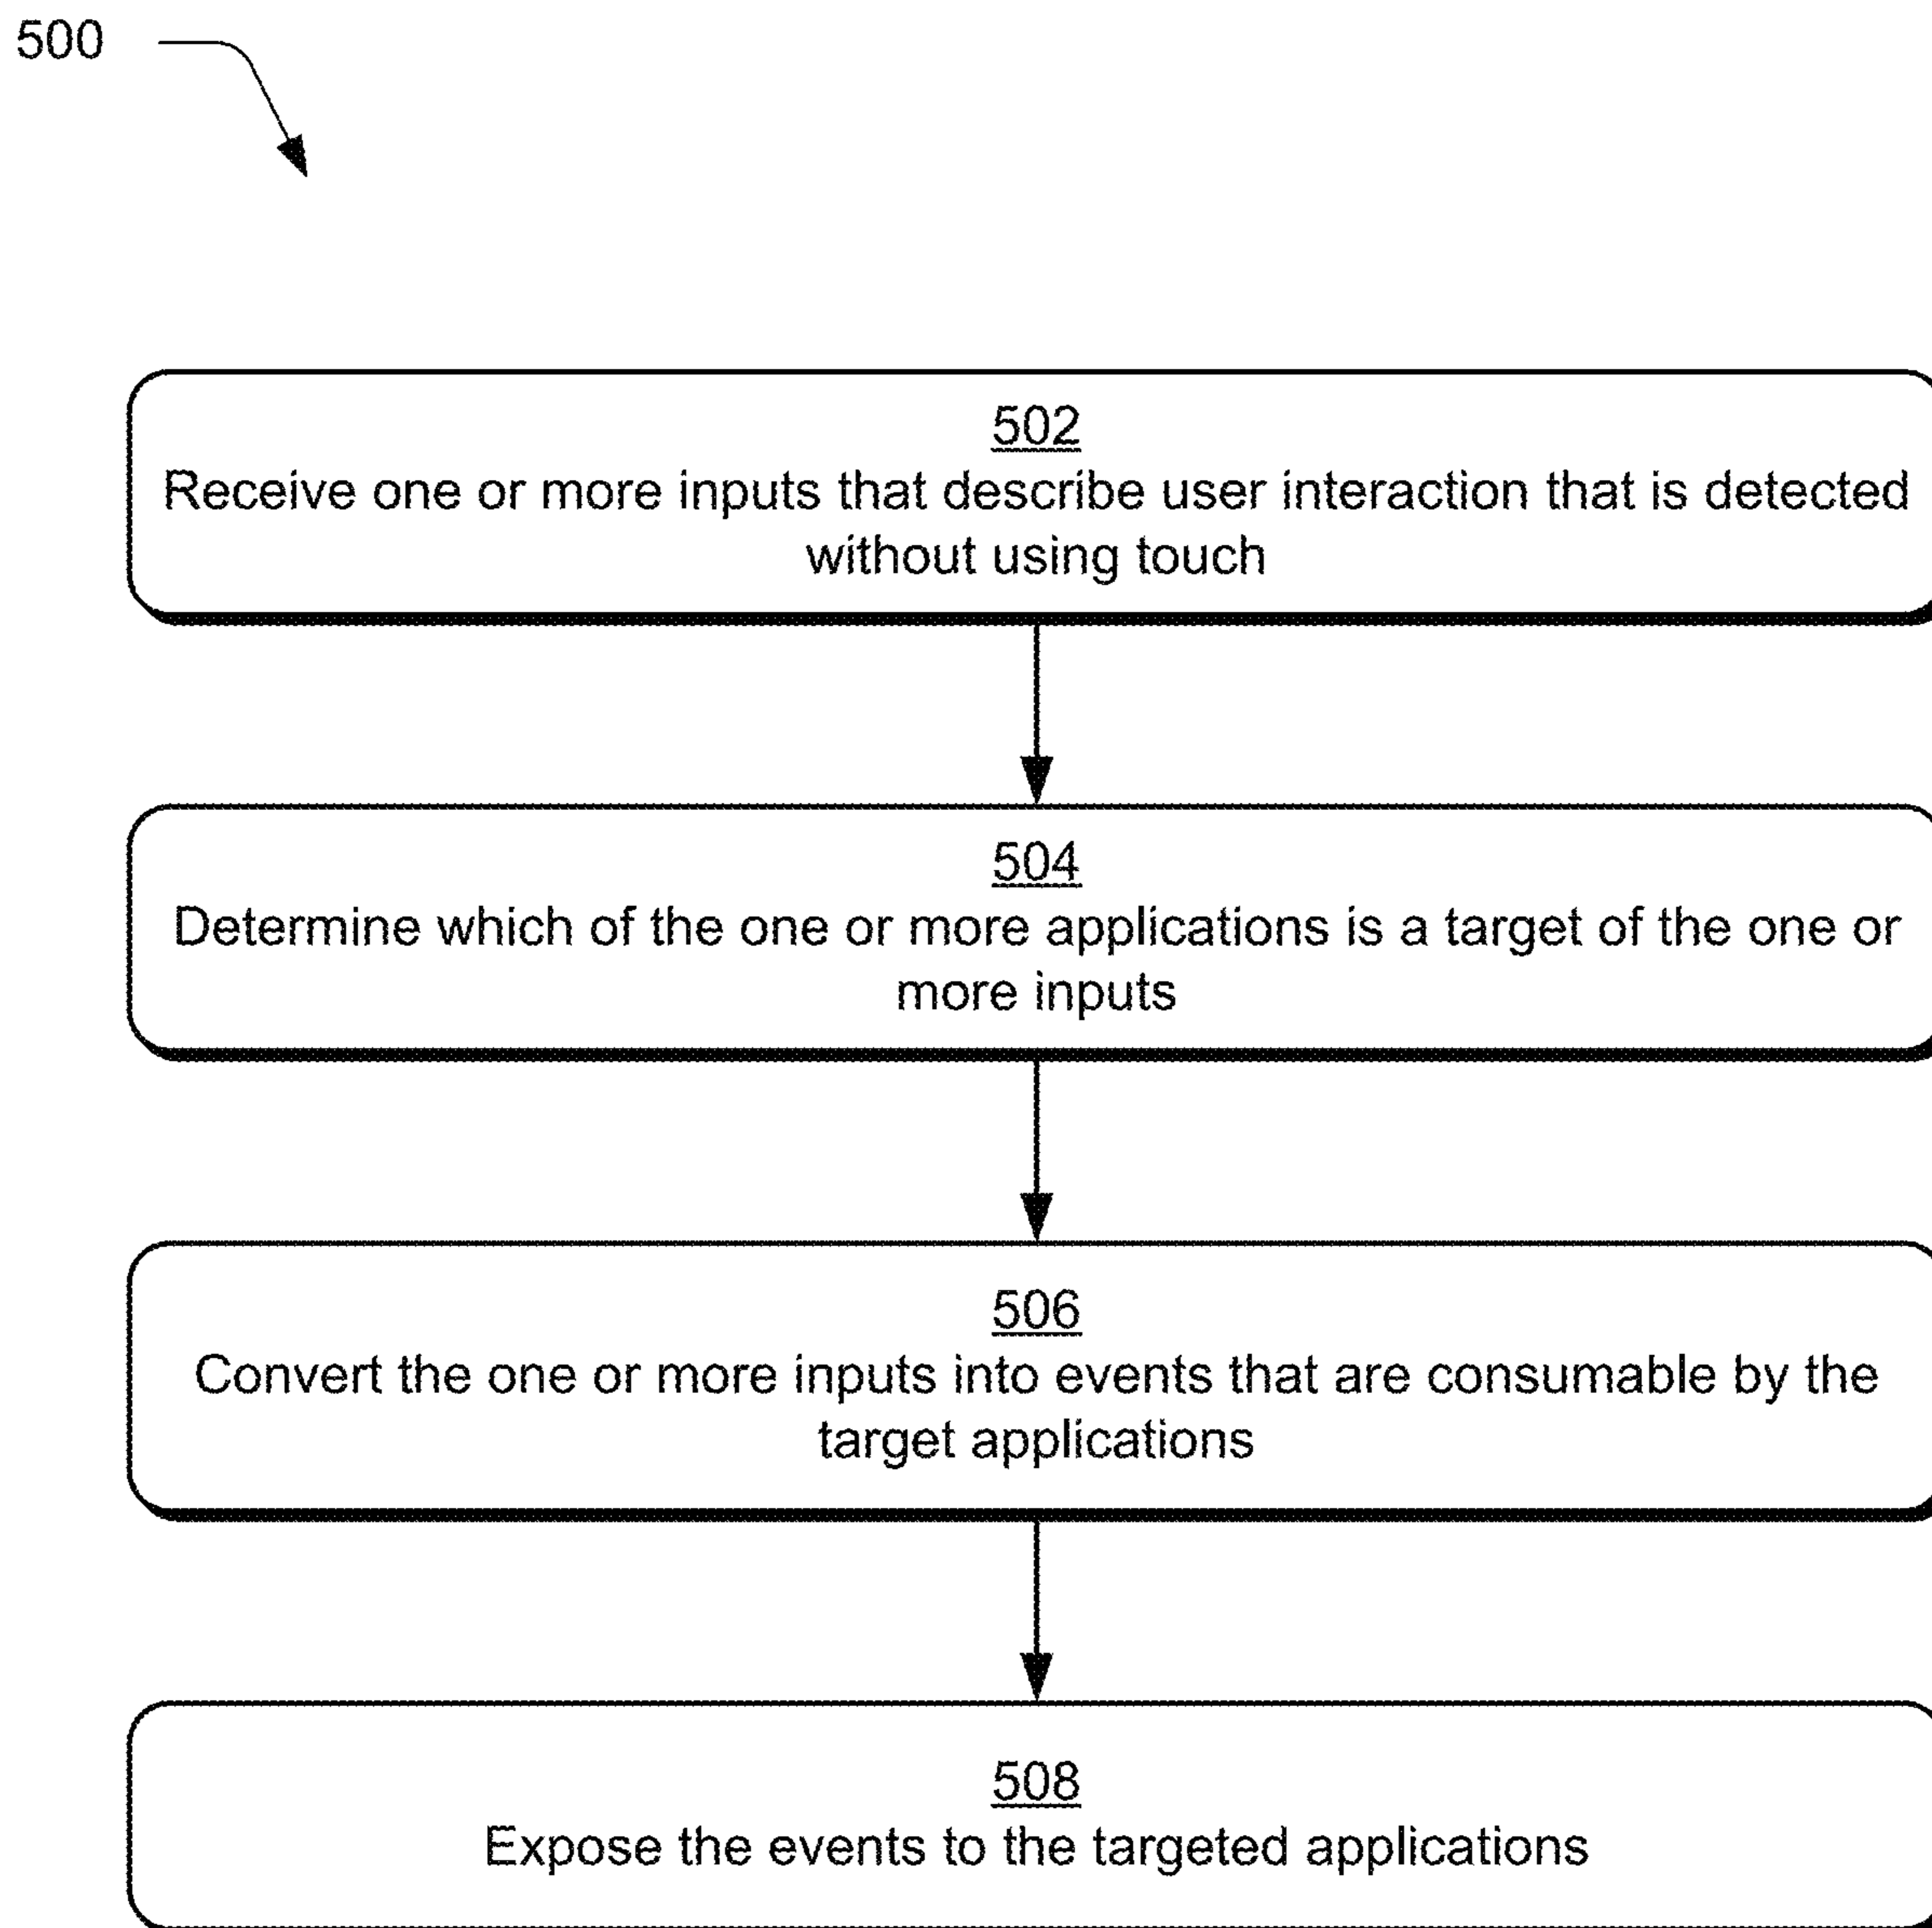 500
502
Receive one or more inputs that describe user interaction that is detected
without using touch
504
Determine which of the one or more applications is a target of the one or
more inputs
506
Convert the one or more inputs into events that are consumable by the
target applications
508
Expose the events to the targeted applications